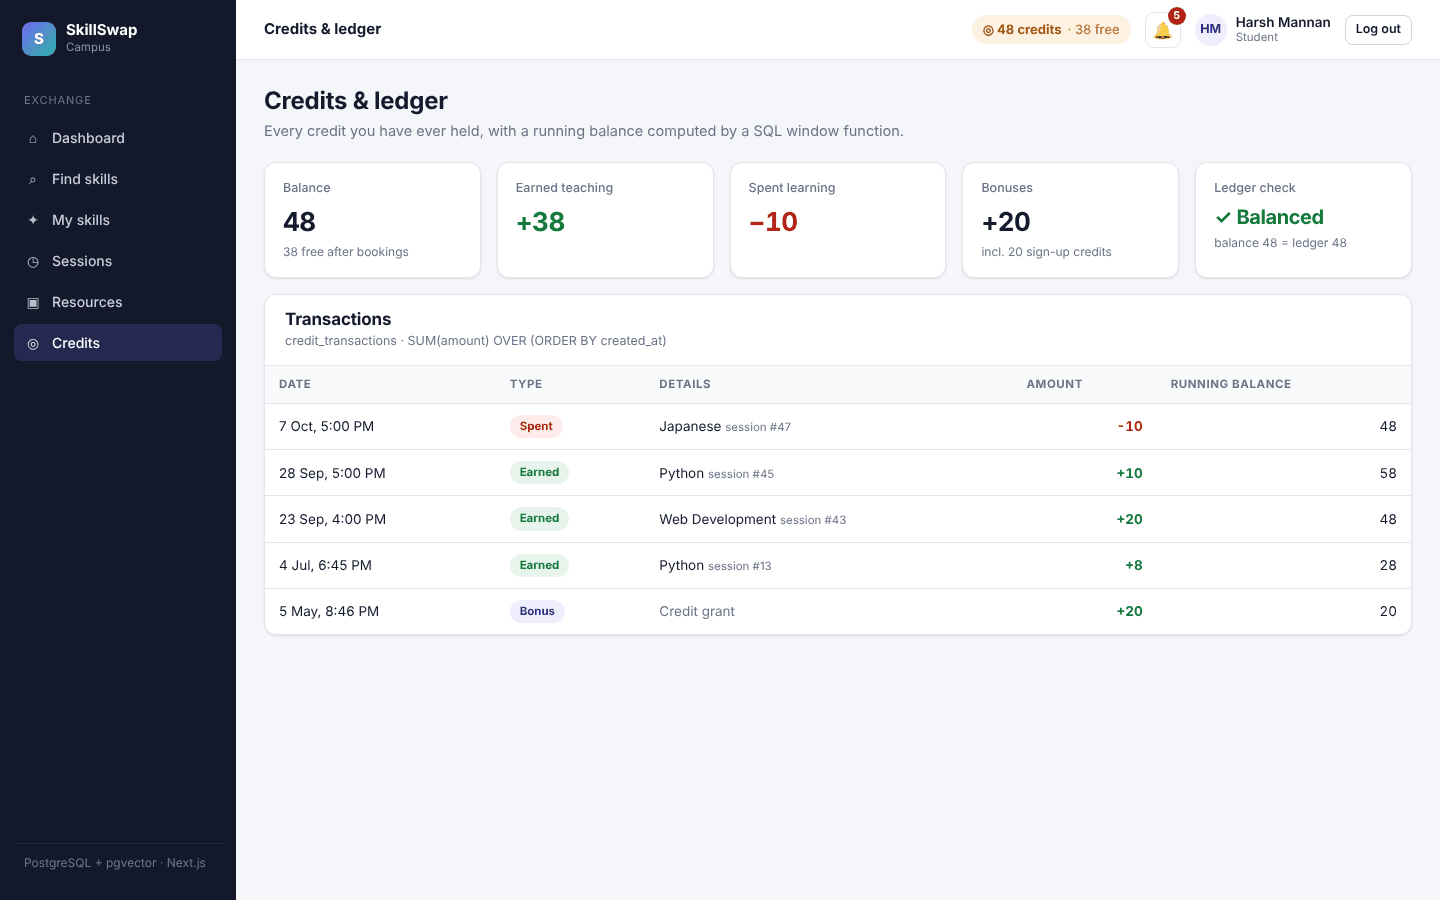 S
SkillSwap
Campus
EXCHANGE
Dashboard
Find skills
My skills
Sessions
Resources
Credits
PostgreSQL + pgvector · Next.js
Credits & ledger
48 credits · 38 free
5
HM
Harsh Mannan
Student
Log out
Credits & ledger
Every credit you have ever held, with a running balance computed by a SQL window function.
Balance
48
38 free after bookings
Earned teaching
+38
Spent learning
−10
Bonuses
+20
incl. 20 sign-up credits
Ledger check
✓ Balanced
balance 48 = ledger 48
Transactions
credit_transactions · SUM(amount) OVER (ORDER BY created_at)
DATE TYPE DETAILS AMOUNT RUNNING BALANCE
7 Oct, 5:00 PM Spent Japanese session #47 -10 48
28 Sep, 5:00 PM Earned Python session #45 +10 58
23 Sep, 4:00 PM Earned Web Development session #43 +20 48
4 Jul, 6:45 PM Earned Python session #13 +8 28
5 May, 8:46 PM Bonus Credit grant +20 20